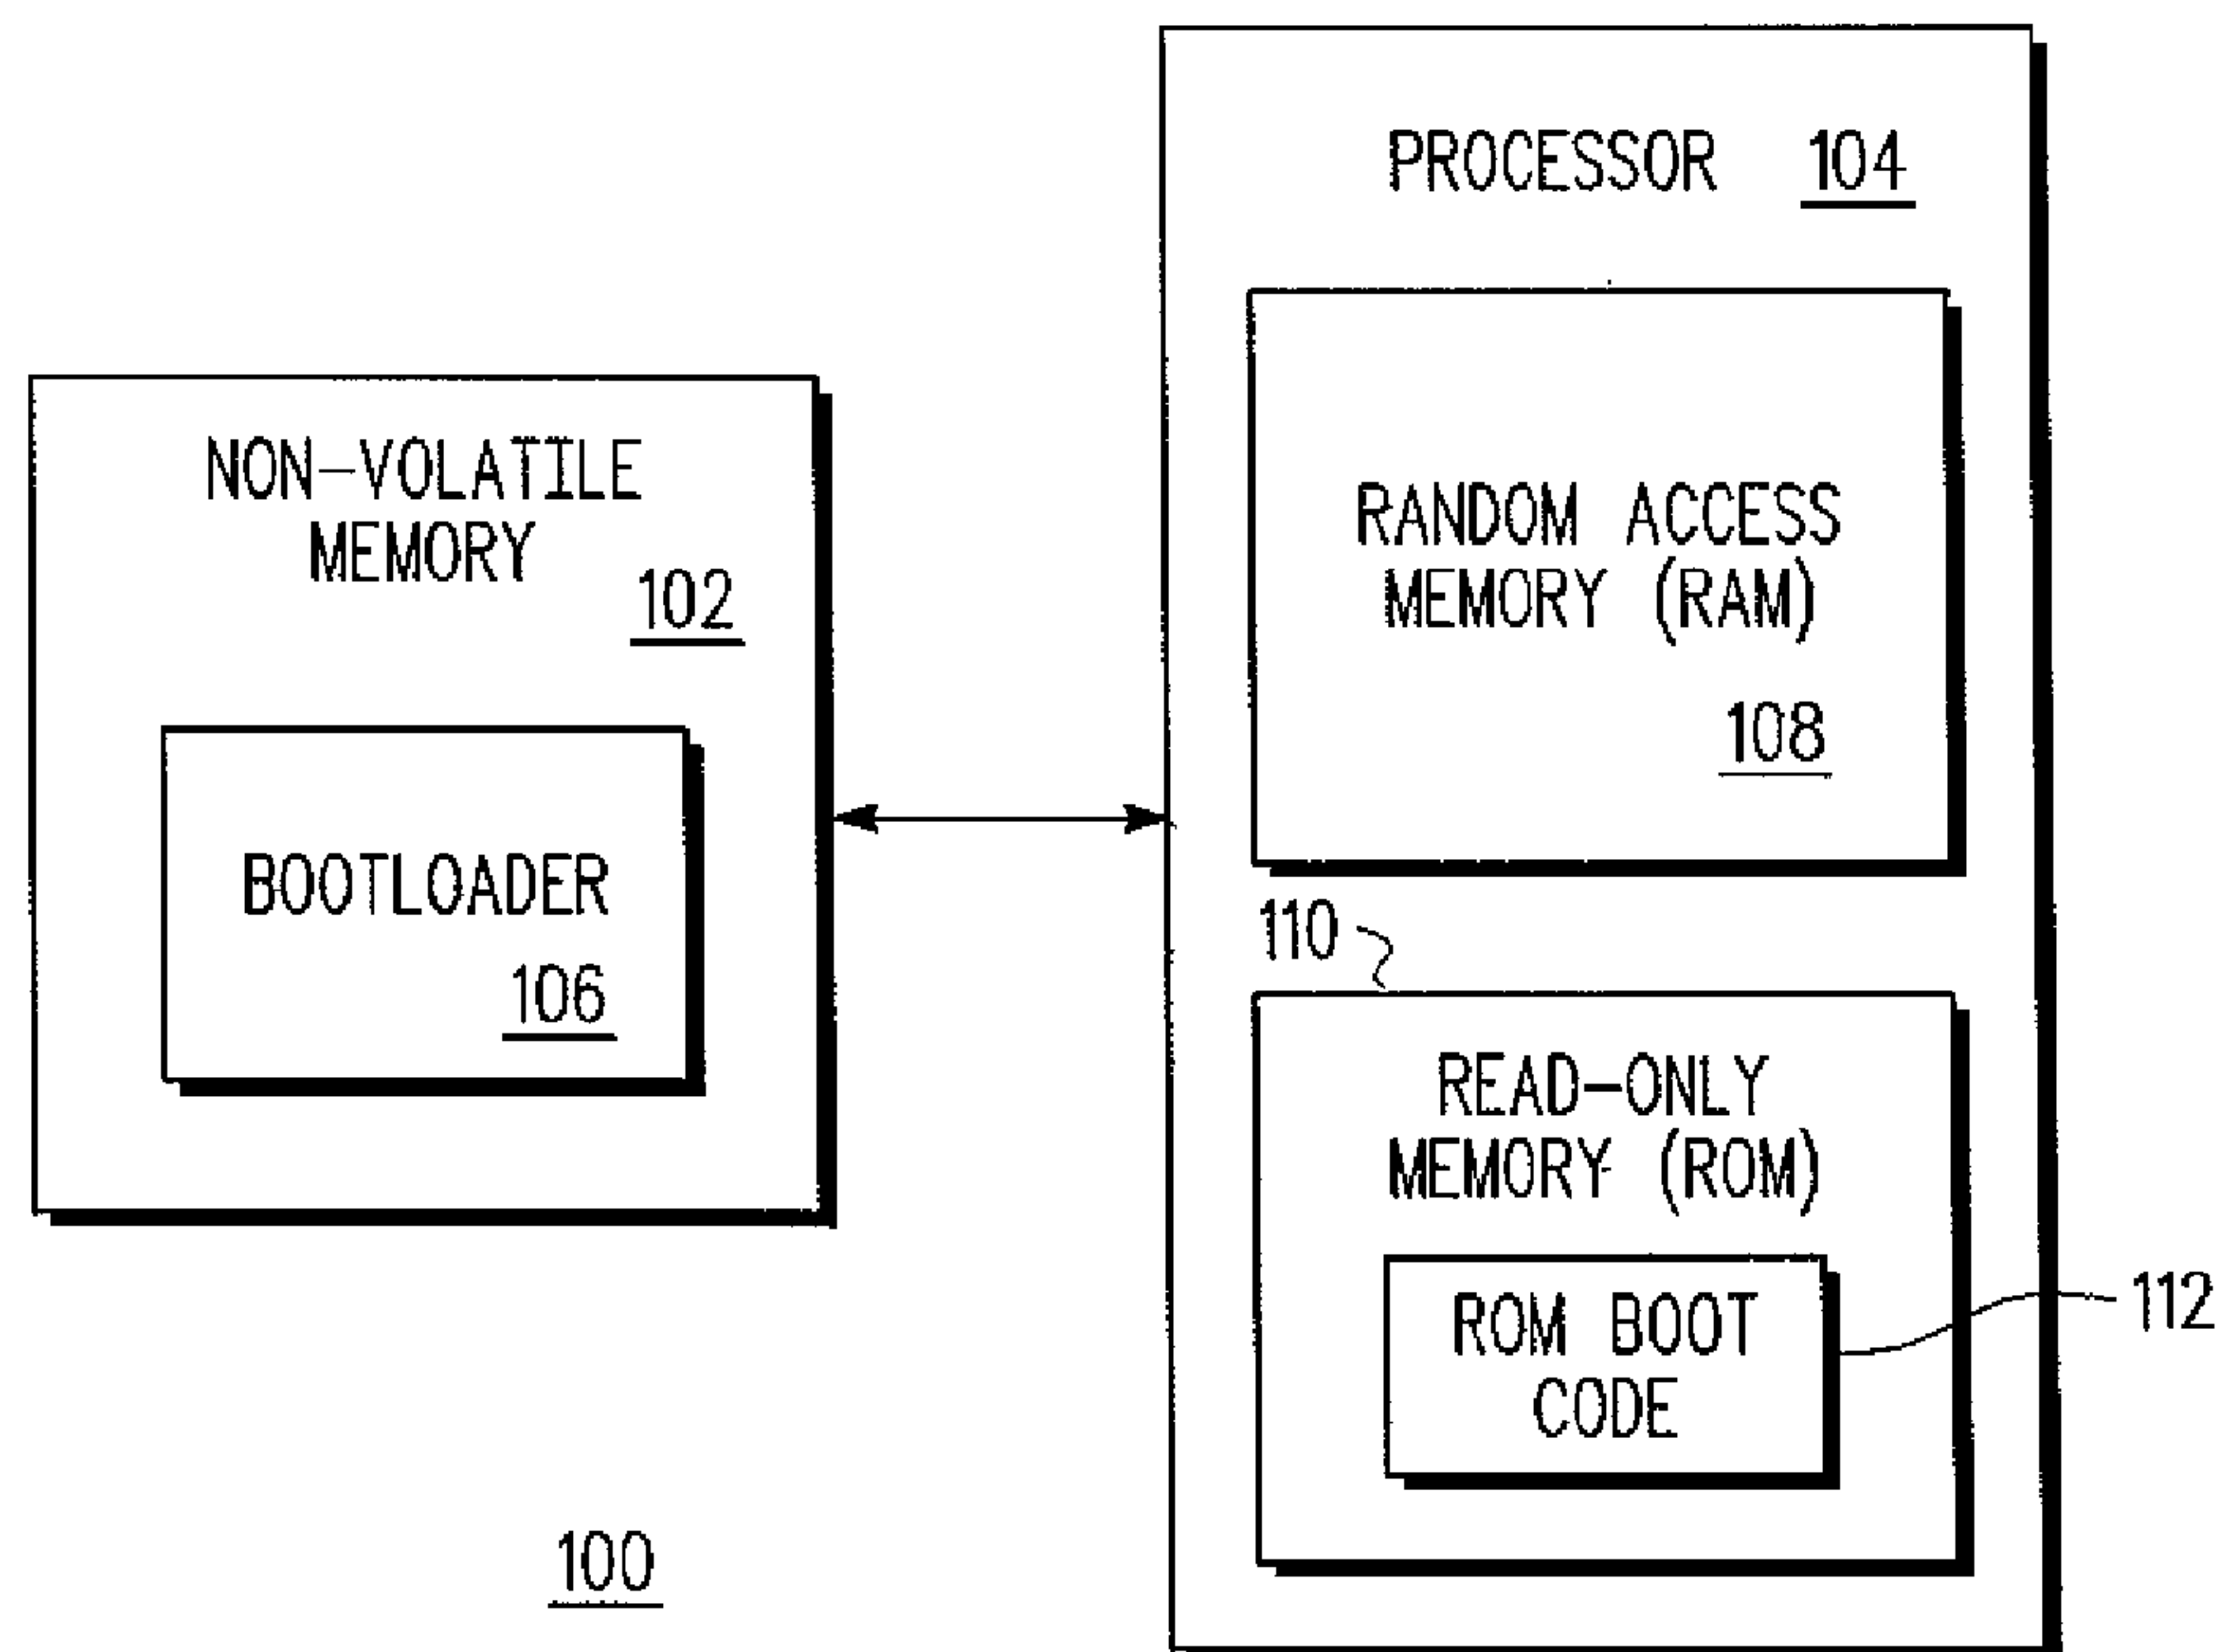 PROCESSOR 104
NON-VOLATILE
MEMORY
102
BOOTLOADER
106
RANDOM ACCESS
MEMORY (RAM)
108
110
READ-ONLY
MEMORY (ROM)
ROM BOOT
CODE
112
100